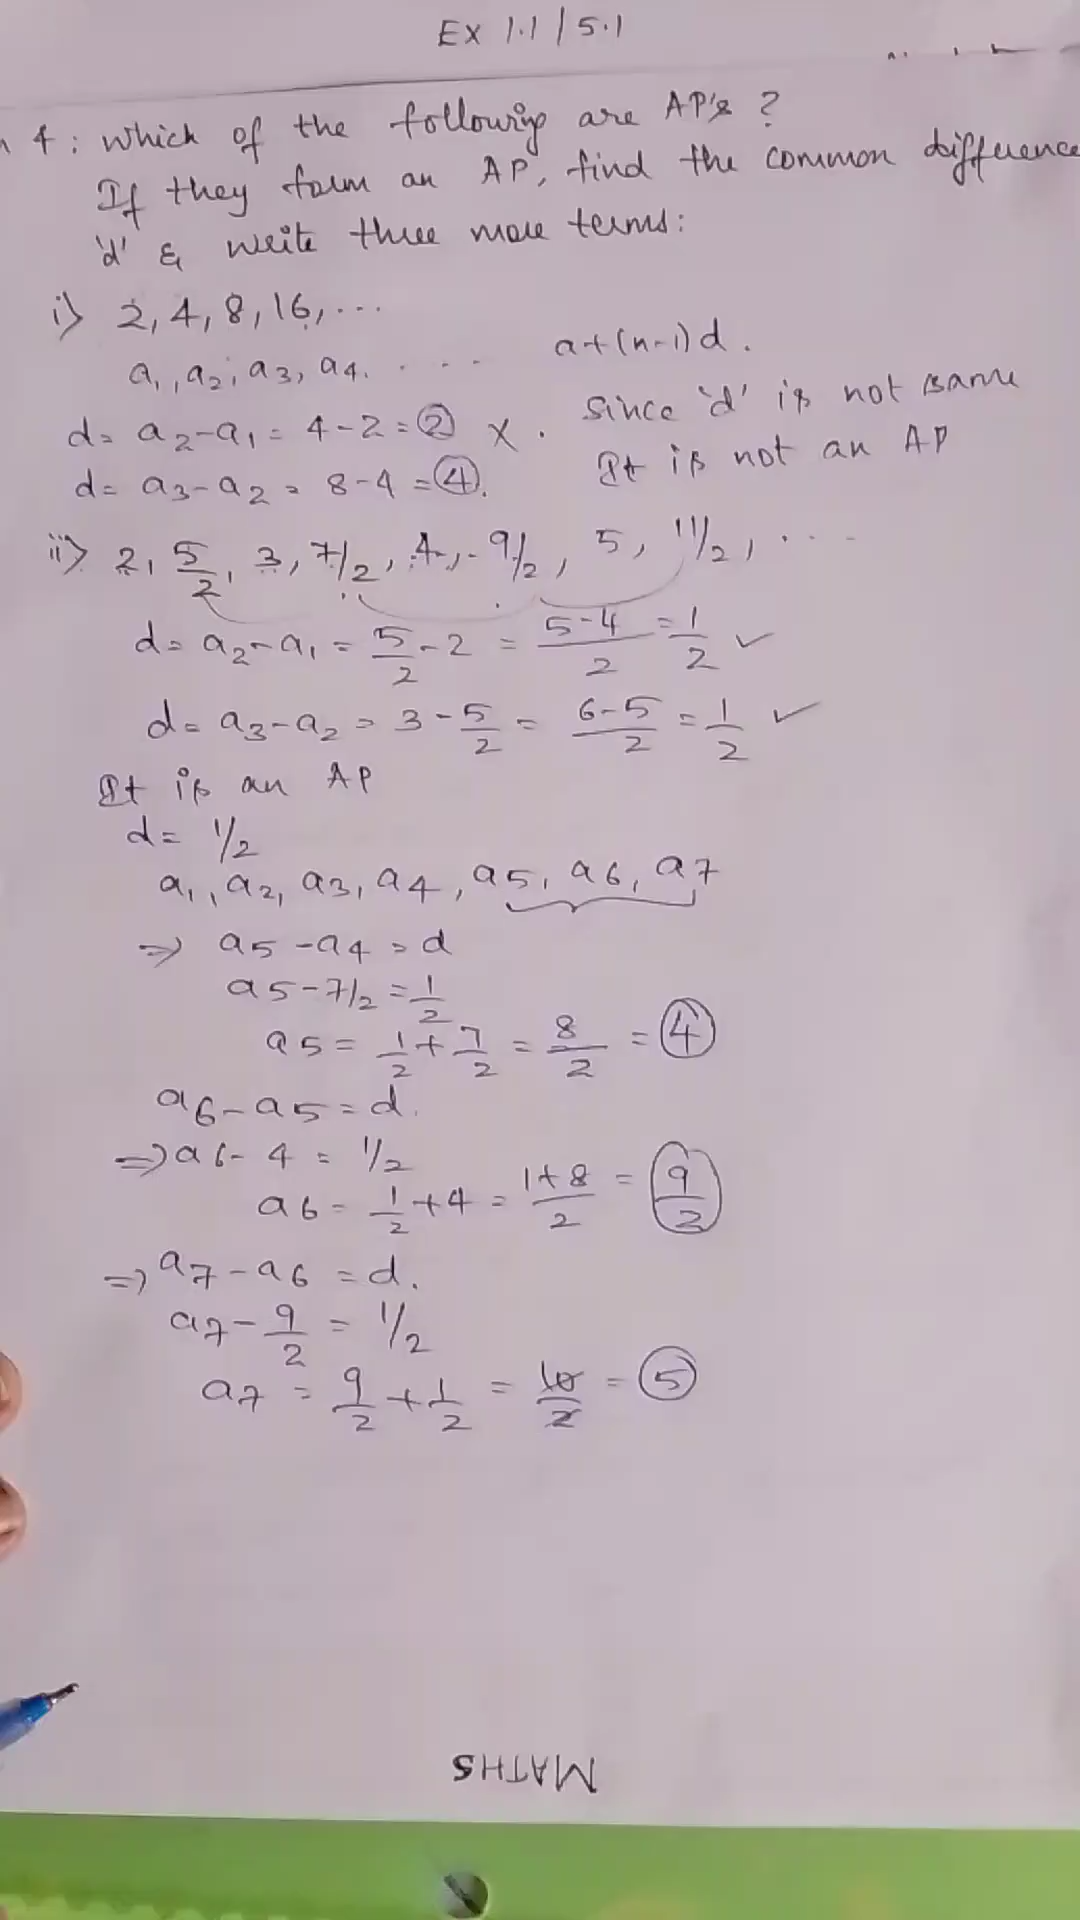 Ex 1.1 / 5.1
4: Which of the following are AP's ?
If they form an AP, find the common difference
'd' & write three more terms:
i) 2, 4, 8, 16, ...
a1, a2, a3, a4. . . . .
a+(n-1)d.
d= a2-a1 = 4-2 = 2 X .
since 'd' is not same
d= a3-a2 = 8-4 = 4.
It is not an AP
ii) 2, 5/2, 3, 7/2, 4, 9/2, 5, 11/2, . . . .
d= a2-a1 = 5/2 - 2 = 5-4/2 = 1/2 ✓
d= a3-a2 = 3 - 5/2 = 6-5/2 = 1/2 ✓
It is an AP
d= 1/2
a1, a2, a3, a4, a5, a6, a7
=> a5-a4 = d
a5-7/2 = 1/2
a5 = 1/2 + 7/2 = 8/2 = 4
a6-a5 = d.
=> a6-4 = 1/2
a6 = 1/2 + 4 = 1+8/2 = 9/2
=> a7-a6 = d.
a7 - 9/2 = 1/2
a7 = 9/2 + 1/2 = 10/2 = 5
MATHS